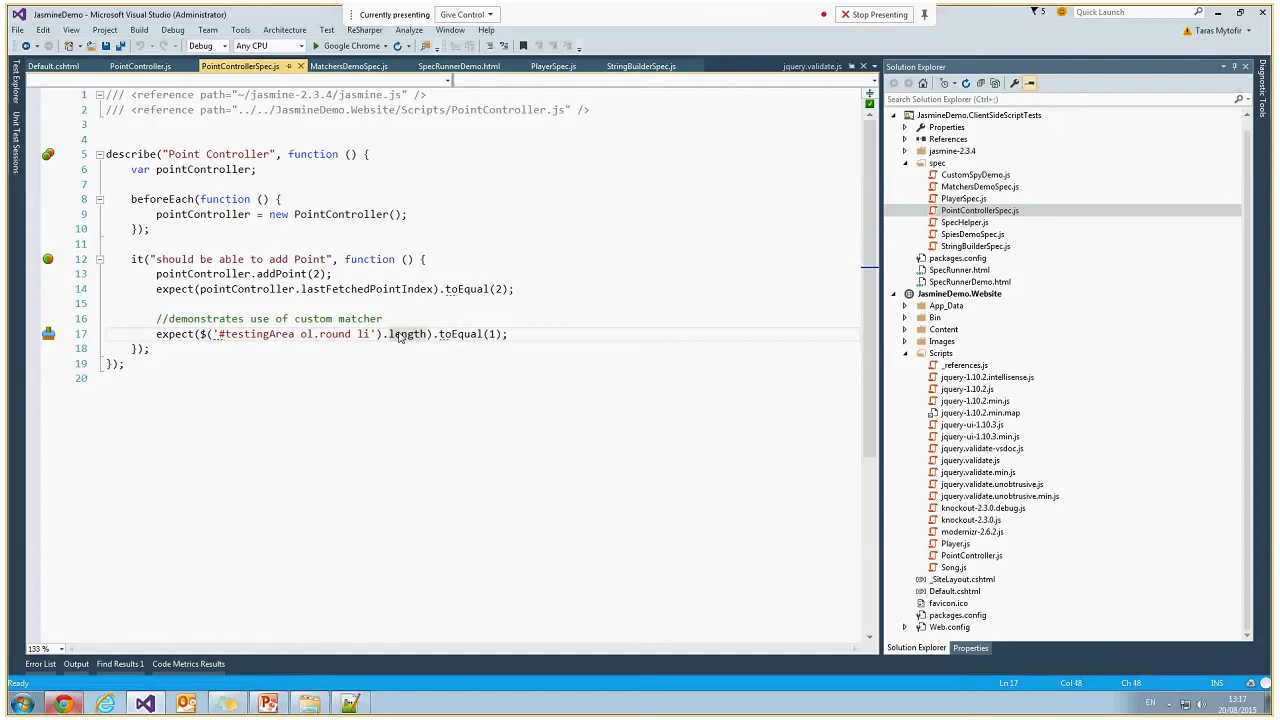 JasmineDemo - Microsoft Visual Studio (Administrator)
Currently presenting
Give Control
Stop Presenting
5
Quick Launch (Ctrl+Q)
File Edit View Project Build Debug Team Tools Architecture Test ReSharper Analyze Window Help
Taras Mytofir
Debug Any CPU Google Chrome
Default.cshtml PointController.js PointControllerSpec.js MatchersDemoSpec.js SpecRunnerDemo.html PlayerSpec.js StringBuilderSpec.js jquery.validate.js
Test Explorer
Unit Test Sessions
1 /// <reference path="~/jasmine-2.3.4/jasmine.js" />
2 /// <reference path="../../JasmineDemo.Website/Scripts/PointController.js" />
3
4
5 describe("Point Controller", function () {
6 var pointController;
7
8 beforeEach(function () {
9 pointController = new PointController();
10 });
11
12 it("should be able to add Point", function () {
13 pointController.addPoint(2);
14 expect(pointController.lastFetchedPointIndex).toEqual(2);
15
16 //demonstrates use of custom matcher
17 expect($('#testingArea ol.round li').length).toEqual(1);
18 });
19 });
20
133 %
Solution Explorer
Search Solution Explorer (Ctrl+;)
JasmineDemo.ClientSideScriptTests
Properties
References
jasmine-2.3.4
spec
CustomSpyDemo.js
MatchersDemoSpec.js
PlayerSpec.js
PointControllerSpec.js
SpecHelper.js
SpiesDemoSpec.js
StringBuilderSpec.js
packages.config
SpecRunner.html
SpecRunnerDemo.html
JasmineDemo.Website
App_Data
Bin
Content
Images
Scripts
_references.js
jquery-1.10.2.intellisense.js
jquery-1.10.2.js
jquery-1.10.2.min.js
jquery-1.10.2.min.map
jquery-ui-1.10.3.js
jquery-ui-1.10.3.min.js
jquery.validate-vsdoc.js
jquery.validate.js
jquery.validate.min.js
jquery.validate.unobtrusive.js
jquery.validate.unobtrusive.min.js
knockout-2.3.0.debug.js
knockout-2.3.0.js
modernizr-2.6.2.js
Player.js
PointController.js
Song.js
_SiteLayout.cshtml
Default.cshtml
favicon.ico
packages.config
Web.config
Solution Explorer Properties
Diagnostic Tools
Error List Output Find Results 1 Code Metrics Results
Ready Ln 17 Col 48 Ch 48 INS
EN 13:17
20/08/2015